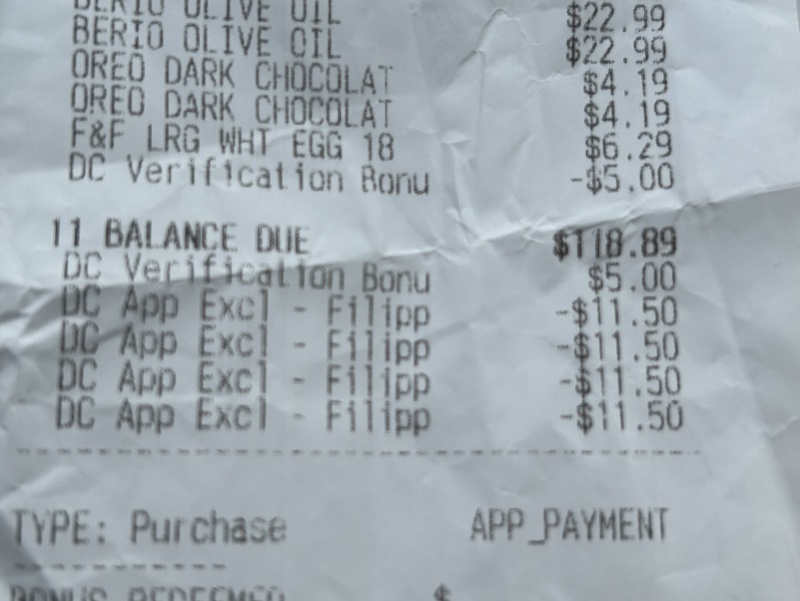 BERIO OLIVE OIL $22.99
BERIO OLIVE OIL $22.99
OREO DARK CHOCOLAT $4.19
OREO DARK CHOCOLAT $4.19
F&F LRG WHT EGG 18 $6.29
DC Verification Bonu -$5.00
11 BALANCE DUE $118.89
DC Verification Bonu $5.00
DC App Excl - Filipp -$11.50
DC App Excl - Filipp -$11.50
DC App Excl - Filipp -$11.50
DC App Excl - Filipp -$11.50
TYPE: Purchase APP_PAYMENT
BONUS REDEEMED $